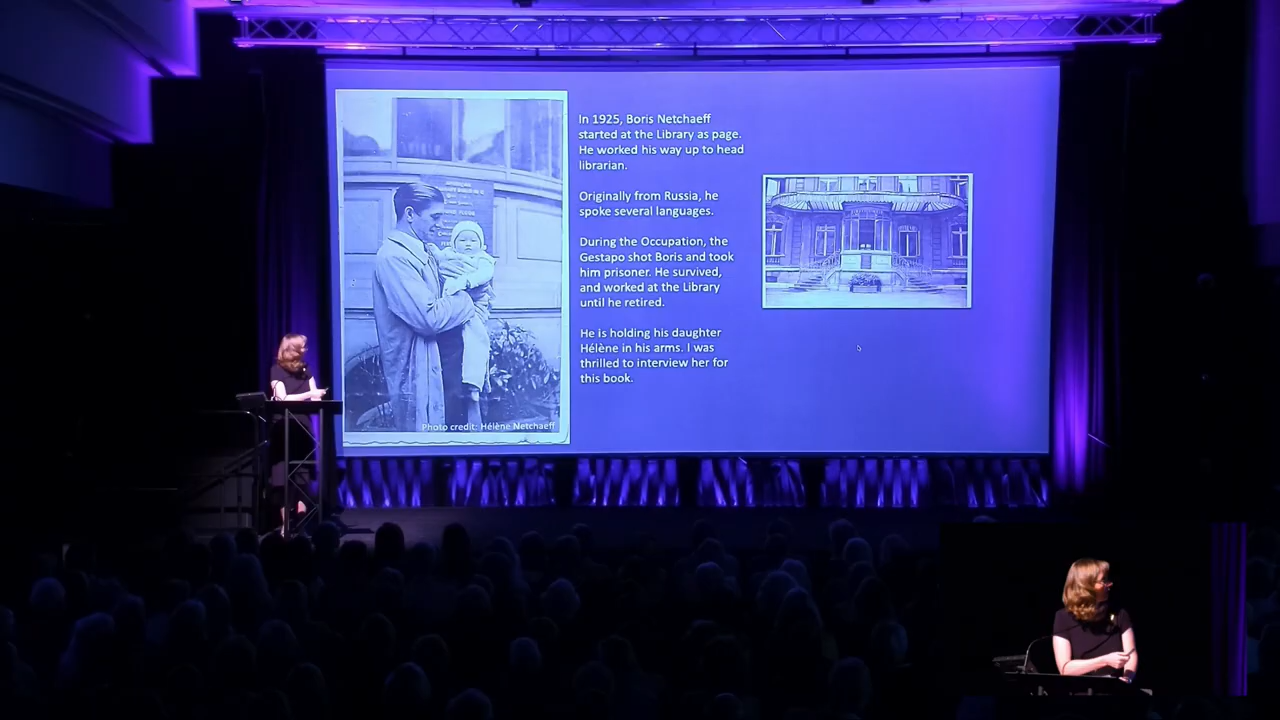 In 1925, Boris Netchaeff
started at the Library as page.
He worked his way up to head
librarian.
Originally from Russia, he
spoke several languages.
During the Occupation, the
Gestapo shot Boris and took
him prisoner. He survived,
and worked at the Library
until he retired.
He is holding his daughter
Hélène in his arms. I was
thrilled to interview her for
this book.
Photo credit: Hélène Netchaeff